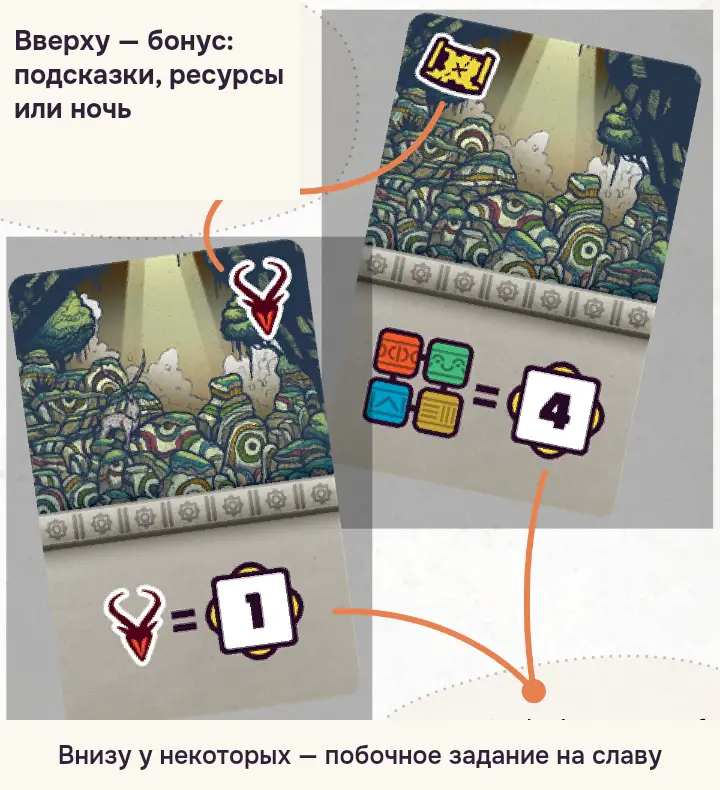 Вверху — бонус:
подсказки, ресурсы
или ночь
= 4
= 1
Внизу у некоторых — побочное задание на славу